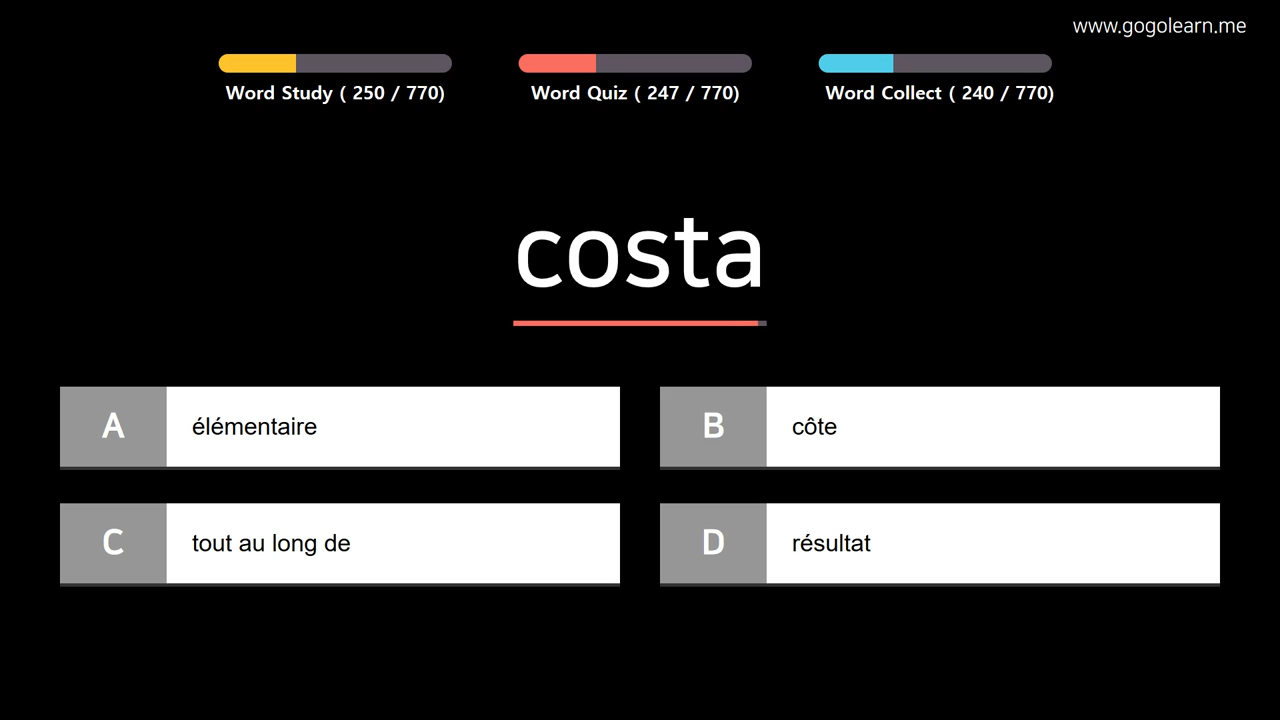 www.gogolearn.me
Word Study ( 250 / 770)
Word Quiz ( 247 / 770)
Word Collect ( 240 / 770)
costa
A
élémentaire
B
côte
C
tout au long de
D
résultat